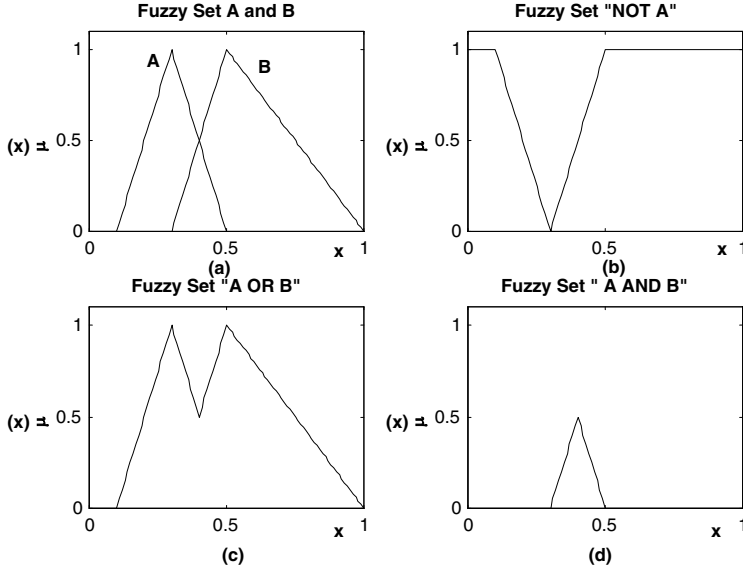 Fuzzy Set A and B
A
B
1
0.5
0
(x) μ
0
0.5
1
x
(a)
Fuzzy Set "NOT A"
1
0.5
0
(x) μ
0
0.5
1
x
(b)
Fuzzy Set "A OR B"
1
0.5
0
(x) μ
0
0.5
1
x
(c)
Fuzzy Set " A AND B"
1
0.5
0
(x) μ
0
0.5
1
x
(d)